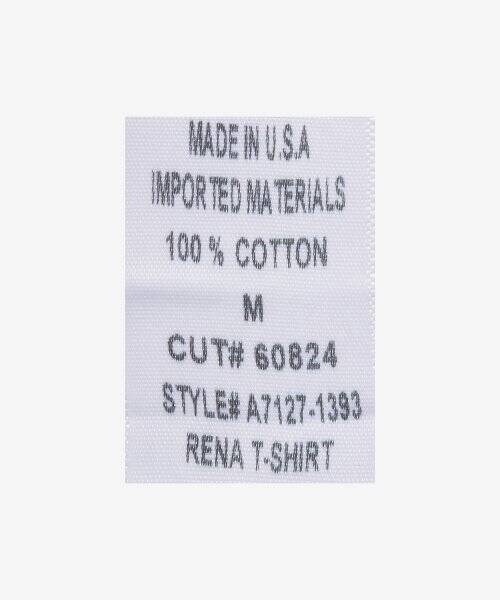 MADE IN U.S.A
IMPORTED MATERIALS
100 % COTTON
M
CUT# 60824
STYLE# A7127-1393
RENA T-SHIRT